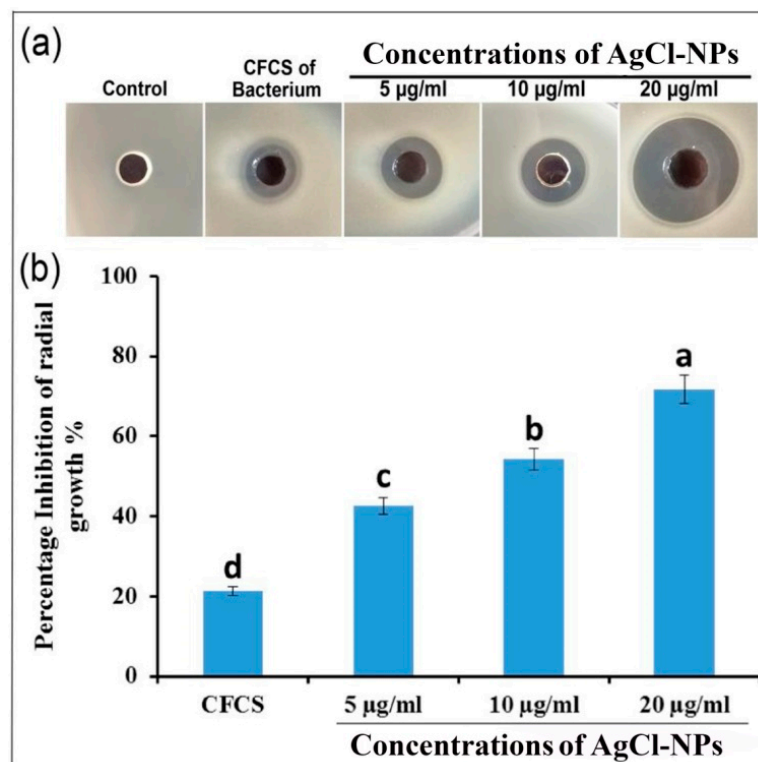 (a)
Concentrations of AgCl-NPs
Control
CFCS of
Bacterium
5 µg/ml
10 µg/ml
20 µg/ml
(b)
Percentage Inhibition of radial
growth %
100
80
60
40
20
0
d
c
b
a
CFCS
5 µg/ml
10 µg/ml
20 µg/ml
Concentrations of AgCl-NPs